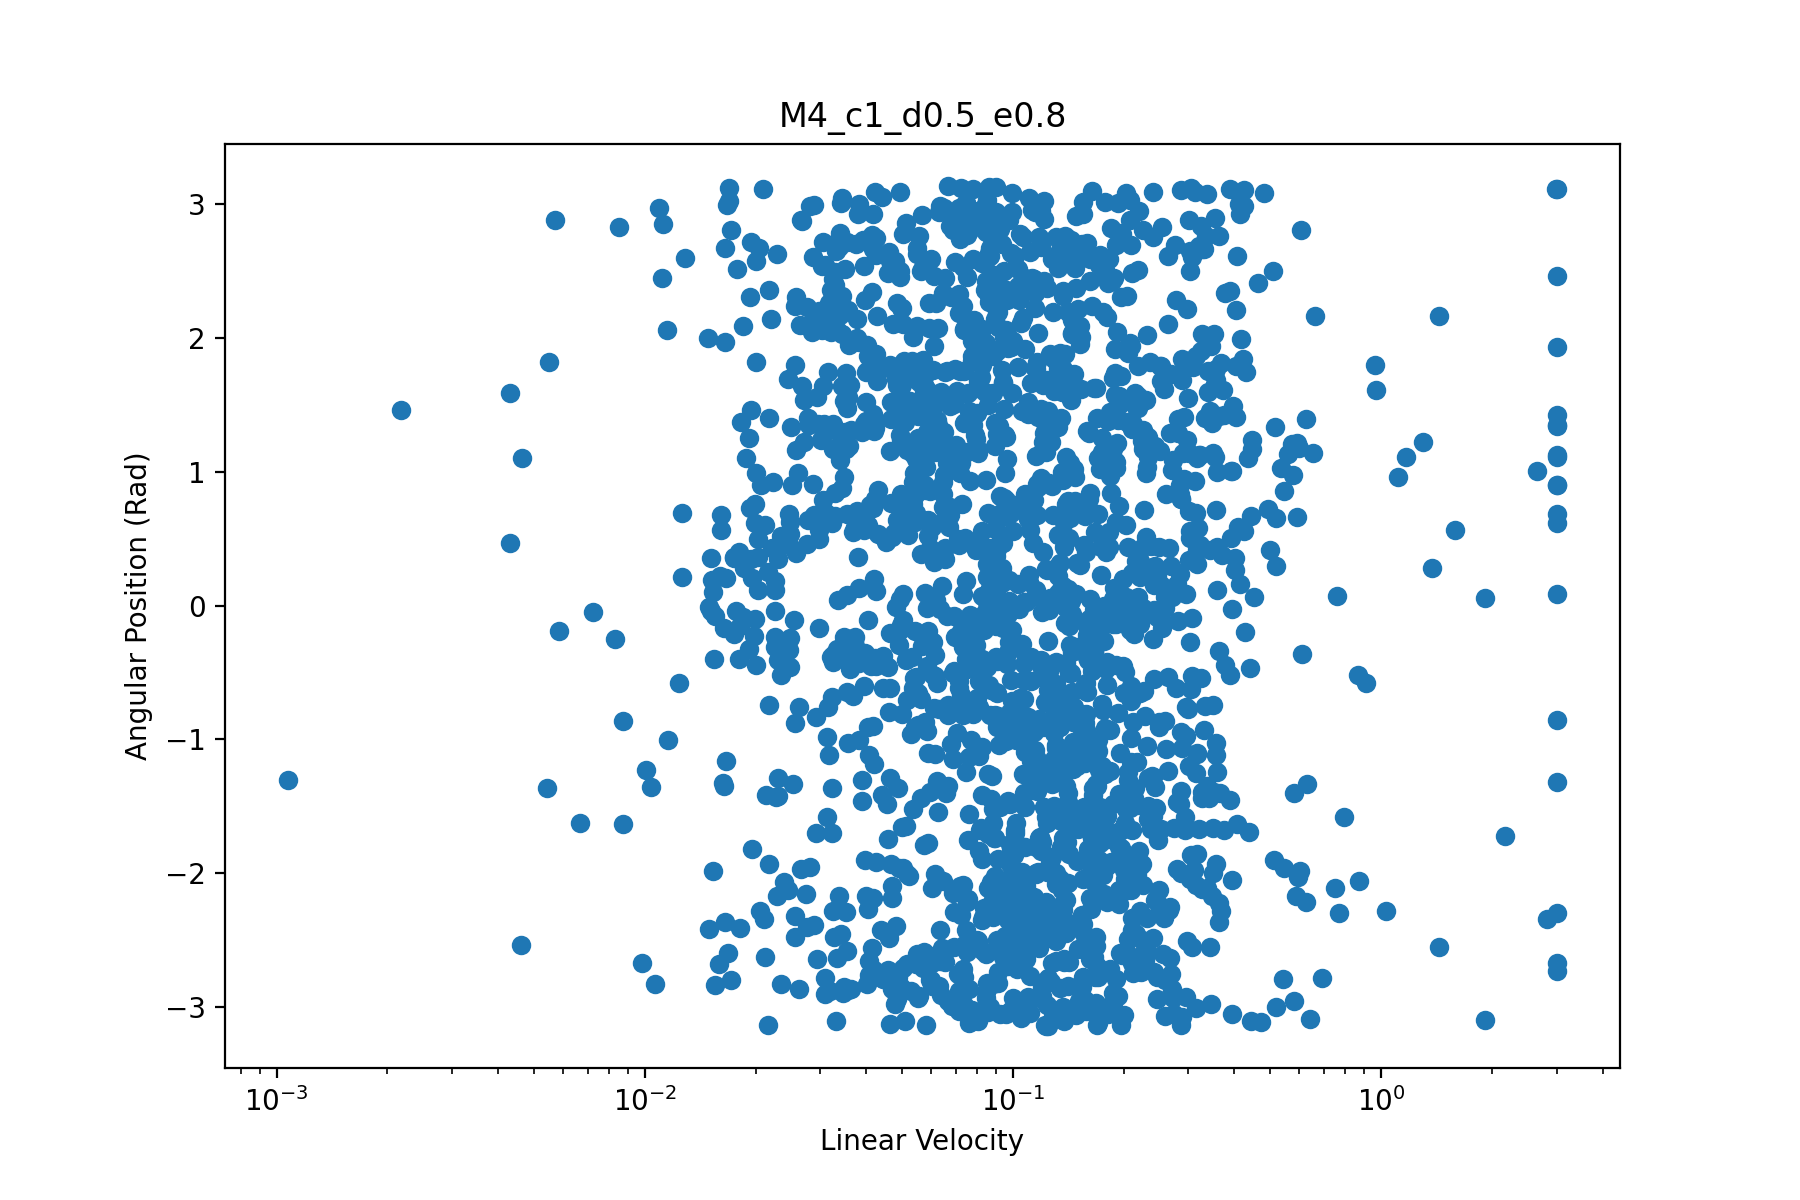 M4_c1_d0.5_e0.8
Angular Position (Rad)
3
2
1
0
−1
−2
−3
10⁻³ 10⁻² 10⁻¹ 10⁰
Linear Velocity